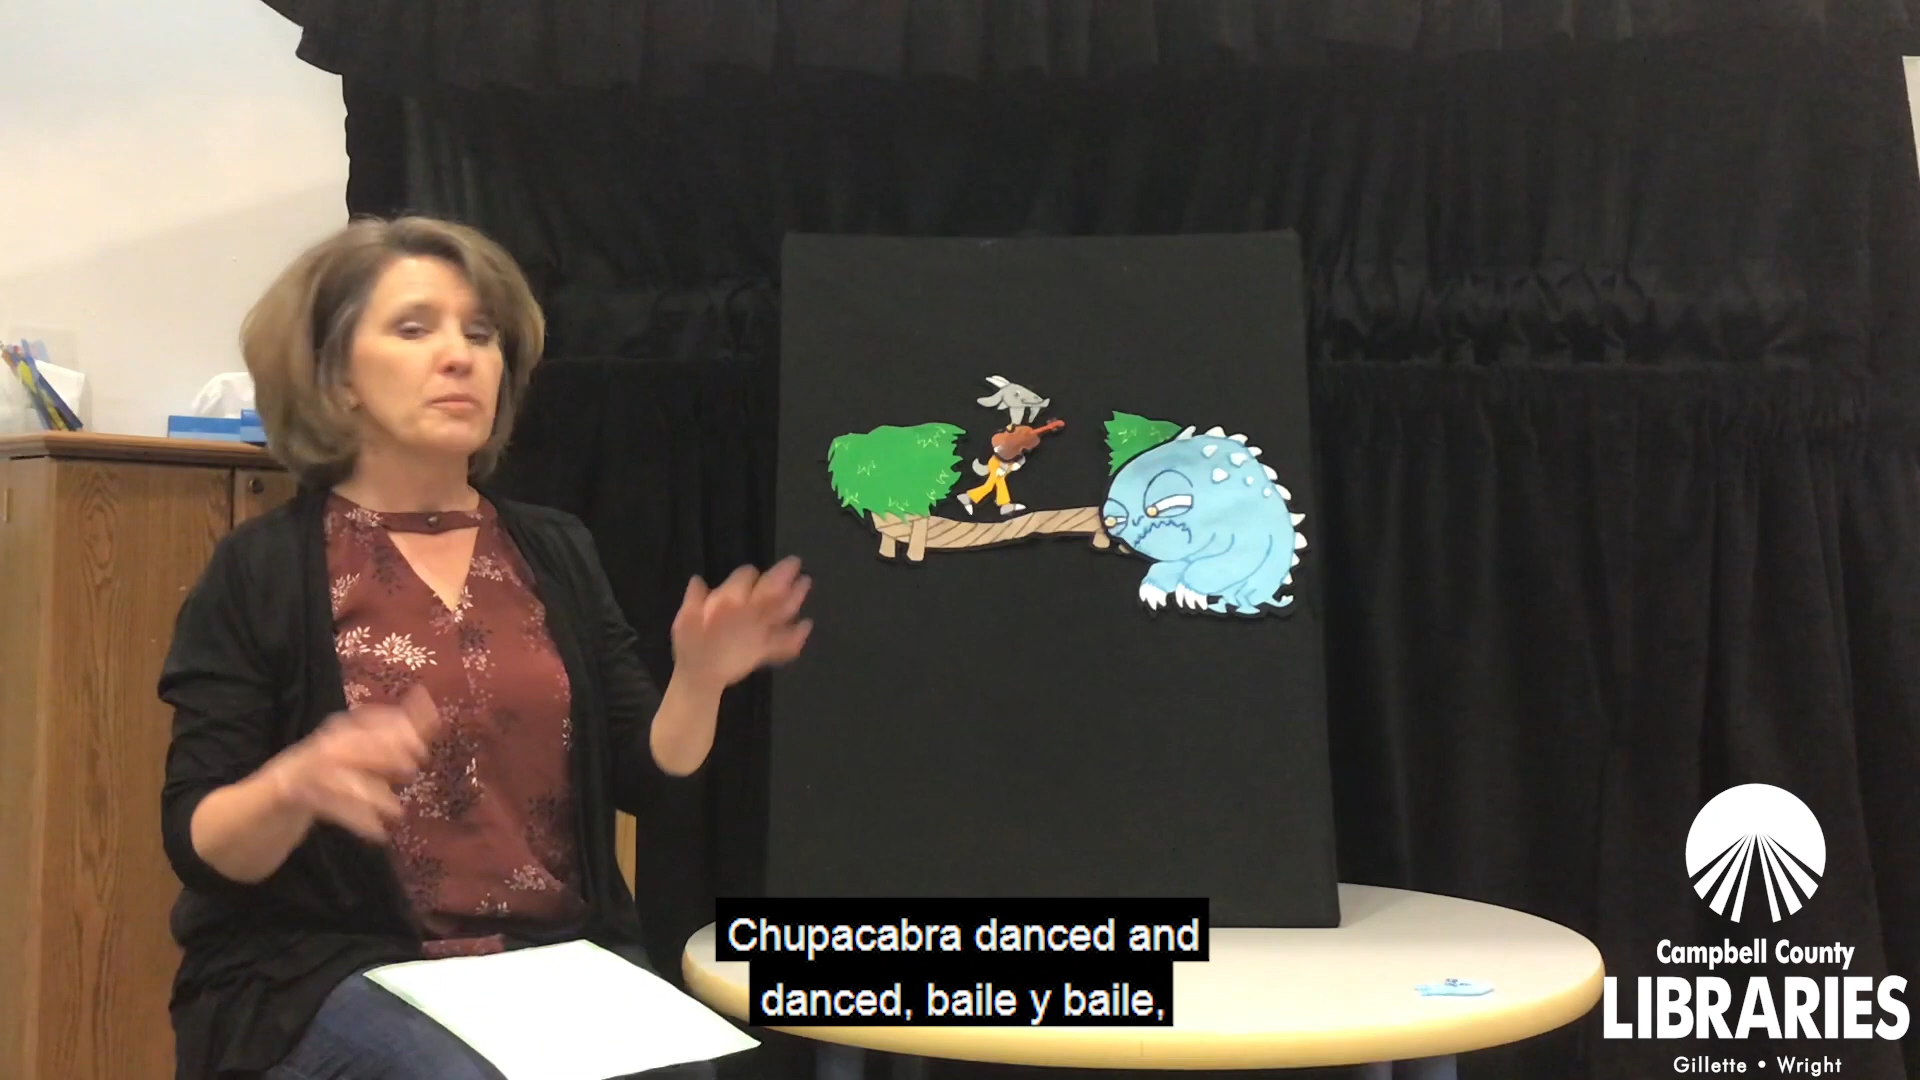 Chupacabra danced and
danced, baile y baile,
Campbell County
LIBRARIES
Gillette • Wright